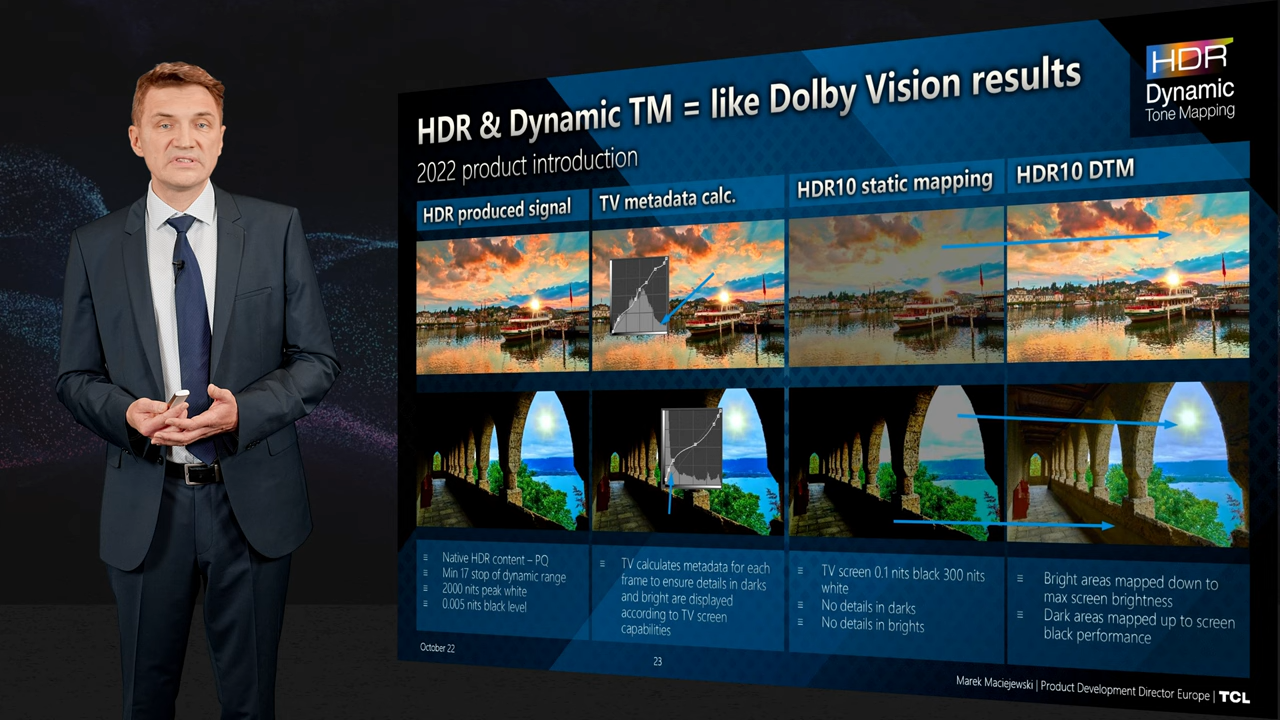 HDR & Dynamic TM = like Dolby Vision results
2022 product introduction
HDR
Dynamic
Tone Mapping
HDR produced signal
TV metadata calc.
HDR10 static mapping
HDR10 DTM
Native HDR content – PQ
Min 17 stop of dynamic range
2000 nits peak white
0.005 nits black level
TV calculates metadata for each
frame to ensure details in darks
and bright are displayed
according to TV screen
capabilities
TV screen 0.1 nits black 300 nits
white
No details in darks
No details in brights
Bright areas mapped down to
max screen brightness
Dark areas mapped up to screen
black performance
October 22
23
Marek Maciejewski | Product Development Director Europe | TCL